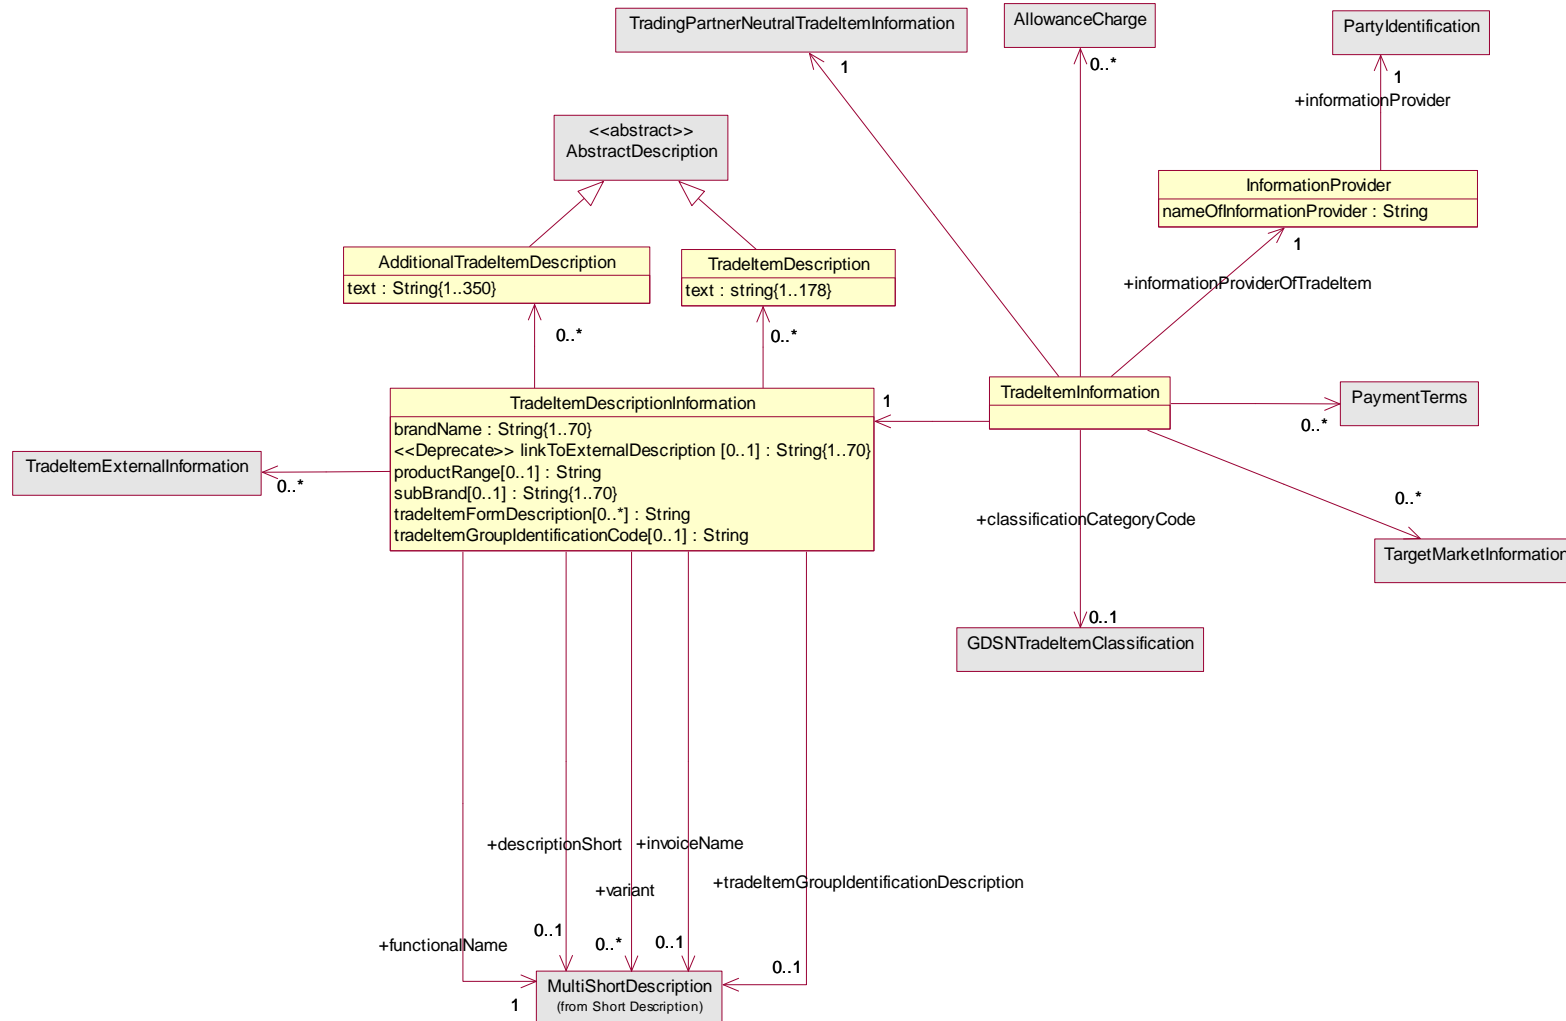 TradingPartnerNeutralTradeItemInformation
1
AllowanceCharge
0..*
PartyIdentification
1
+informationProvider
<<abstract>>
AbstractDescription
InformationProvider
nameOfInformationProvider : String
1
+informationProviderOfTradeItem
AdditionalTradeItemDescription
text : String{1..350}
0..*
TradeItemDescription
text : string{1..178}
0..*
TradeItemInformation
PaymentTerms
0..*
TradeItemDescriptionInformation
brandName : String{1..70}
<<Deprecate>> linkToExternalDescription [0..1] : String{1..70}
productRange[0..1] : String
subBrand[0..1] : String{1..70}
tradeItemFormDescription[0..*] : String
tradeItemGroupIdentificationCode[0..1] : String
1
TradeItemExternalInformation
0..*
0..*
TargetMarketInformation
+classificationCategoryCode
0..1
GDSNTradeItemClassification
+descriptionShort
+invoiceName
+variant
+tradeItemGroupIdentificationDescription
+functionalName
0..1
0..*
0..1
0..1
1
MultiShortDescription
(from Short Description)